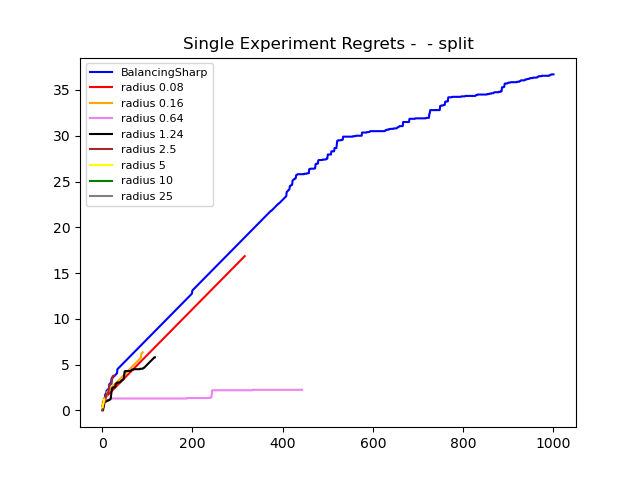 Single Experiment Regrets -  - split
BalancingSharp
radius 0.08
radius 0.16
radius 0.64
radius 1.24
radius 2.5
radius 5
radius 10
radius 25
35
30
25
20
15
10
5
0
0 200 400 600 800 1000